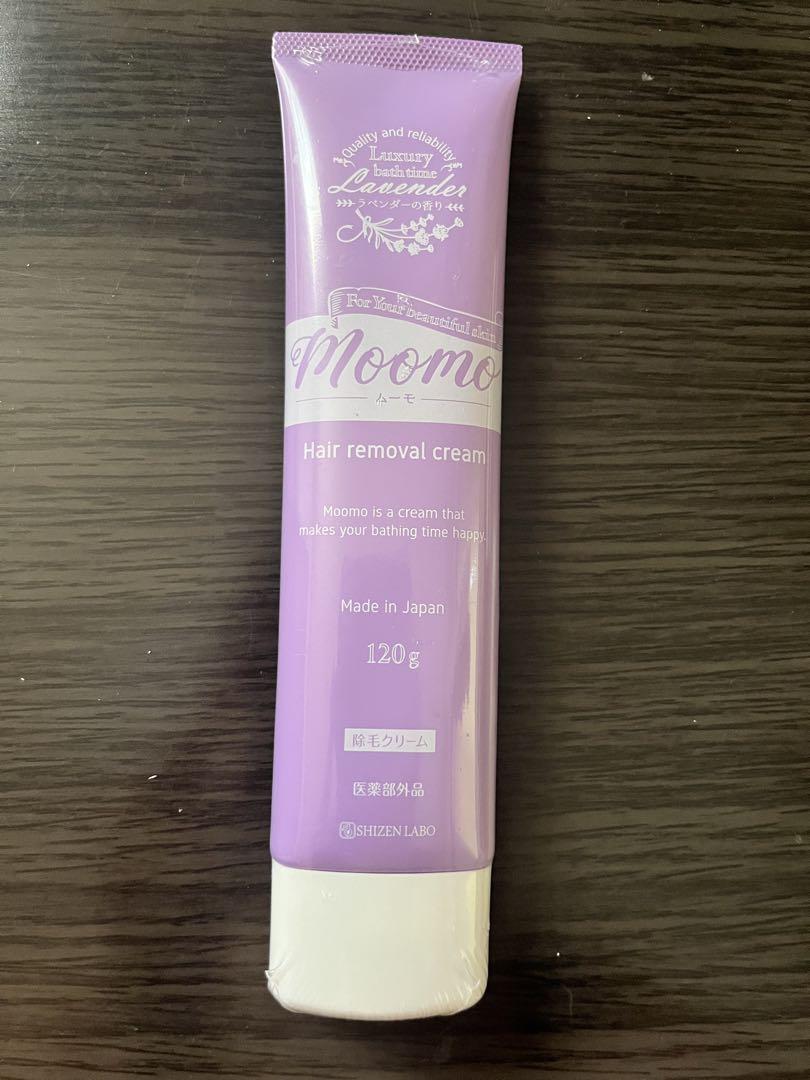 Quality and reliability
Luxury
bath time
Lavender
ラベンダーの香り
For Your beautiful skin
Moomo
ムーモ
Hair removal cream
Moomo is a cream that
makes your bathing time happy.
Made in Japan
120g
除毛クリーム
医薬部外品
SHIZEN LABO